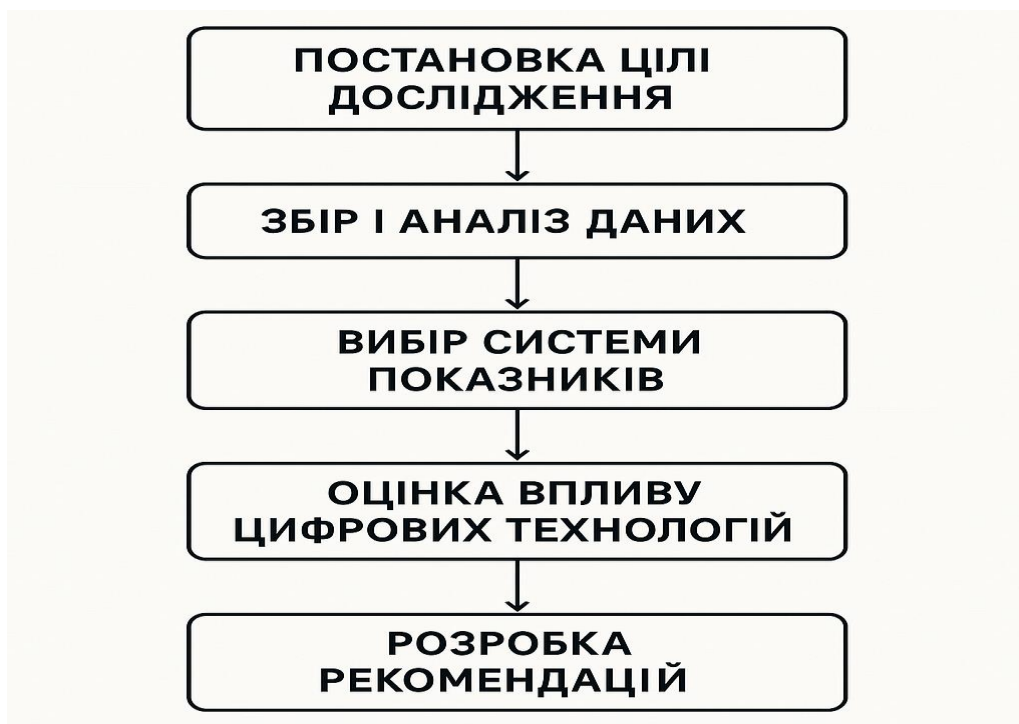 ПОСТАНОВКА ЦІЛІ
ДОСЛІДЖЕННЯ
ЗБІР І АНАЛІЗ ДАНИХ
ВИБІР СИСТЕМИ
ПОКАЗНИКІВ
ОЦІНКА ВПЛИВУ
ЦИФРОВИХ ТЕХНОЛОГІЙ
РОЗРОБКА
РЕКОМЕНДАЦІЙ